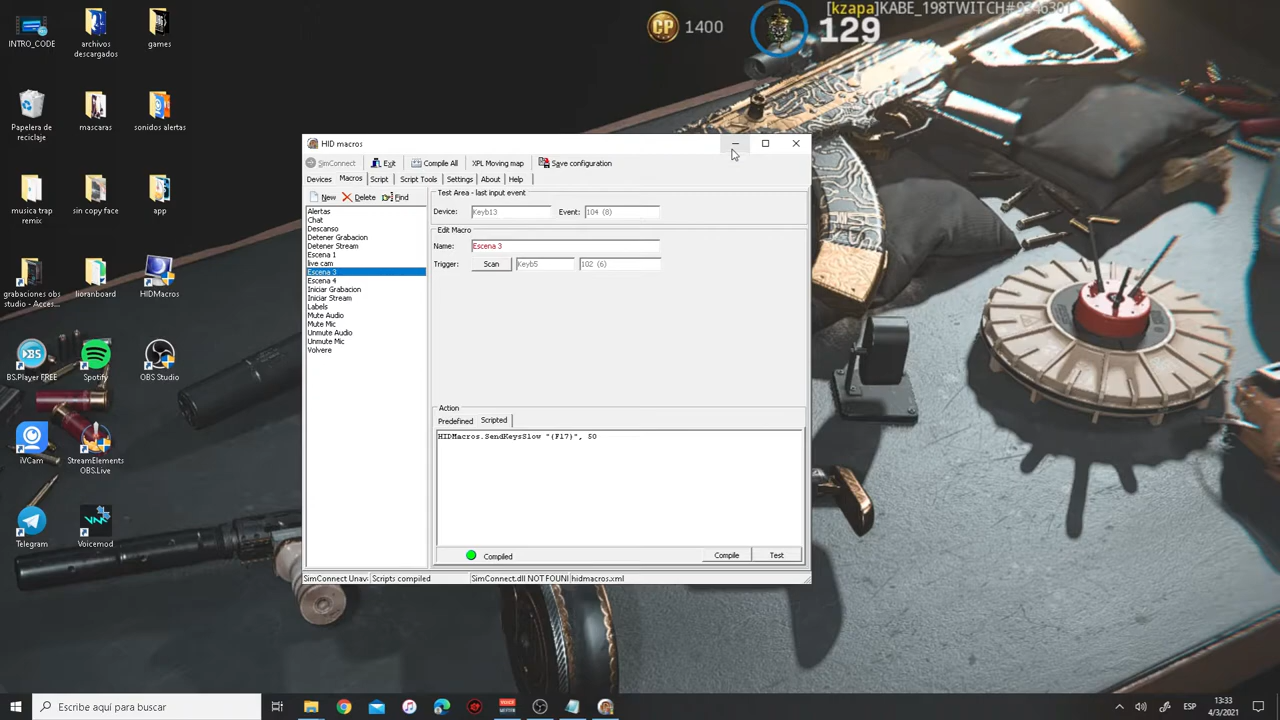 [kzapa]KABE_198TWITCH#9346301
CP 1400
129
INTRO_CODE
archivos
descargados
games
Papelera de
reciclaje
mascaras
sonidos alertas
musica trap
remix
sin copy face
app
grabaciones obs
studio - Acces...
lioranboard
HIDMacros
BS.Player FREE
Spotify
OBS Studio
iVCam
StreamElements
OBS.Live
Telegram
Voicemod
HID macros
SimConnect
Exit
Compile All
XPL Moving map
Save configuration
Devices
Macros
Script
Script Tools
Settings
About
Help
New
Delete
Find
Alertas
Chat
Descanso
Detener Grabacion
Detener Stream
Escena 1
live cam
Escena 3
Escena 4
Iniciar Grabacion
Iniciar Stream
Labels
Mute Audio
Mute Mic
Unmute Audio
Unmute Mic
Volvere
Test Area - last input event
Device: Keyb13 Event: 104 (8)
Edit Macro
Name: Escena 3
Trigger: Scan Keyb5 102 (6)
Action
Predefined Scripted
HIDMacros.SendKeysSlow "{F17}", 50
Compiled
Compile
Test
SimConnect Unav
Scripts compiled
SimConnect.dll NOT FOUN
hidmacros.xml
Escribe aquí para buscar
ESP
13:33
4/3/2021